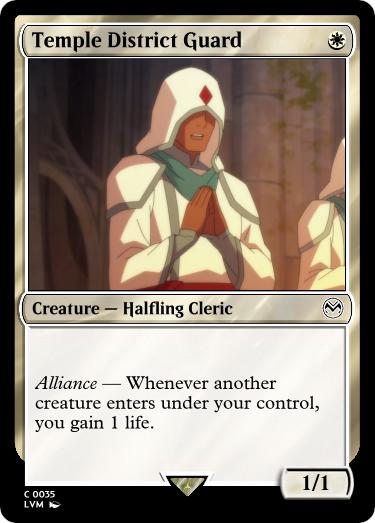 Temple District Guard
Creature — Halfling Cleric
Alliance — Whenever another
creature enters under your control,
you gain 1 life.
1/1
C 0035
LVM